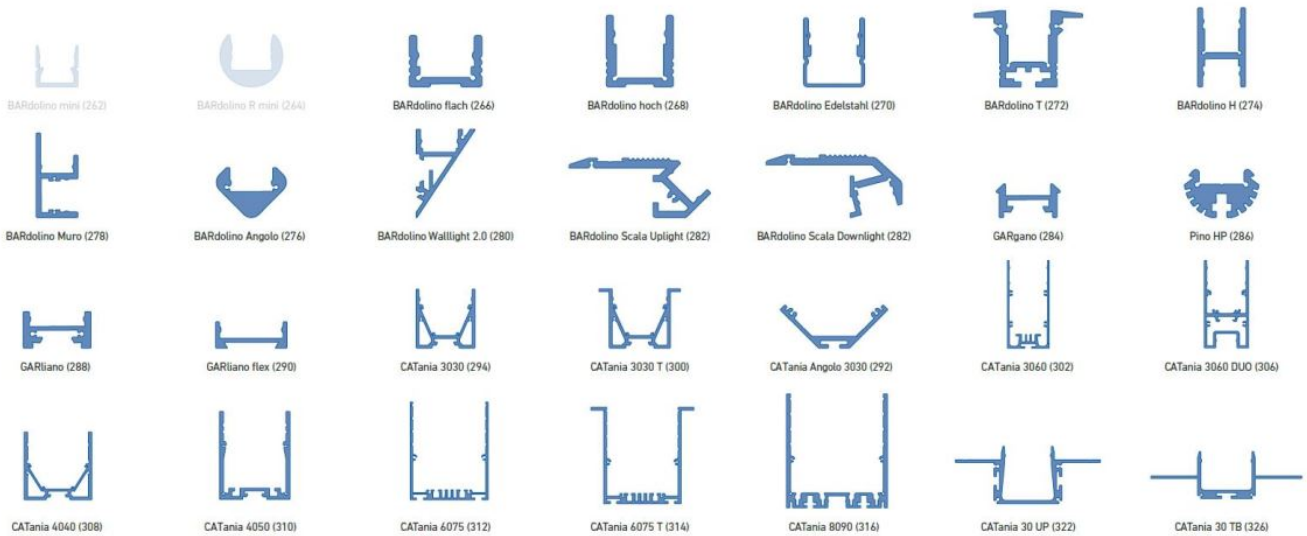 BARdolino mini (262)
BARdolino R mini (264)
BARdolino flach (266)
BARdolino hoch (268)
BARdolino Edelstahl (270)
BARdolino T (272)
BARdolino H (274)
BARdolino Muro (278)
BARdolino Angolo (276)
BARdolino Walllight 2.0 (280)
BARdolino Scala Uplight (282)
BARdolino Scala Downlight (282)
GARgano (284)
Pino HP (286)
GARliano (288)
GARliano flex (290)
CATania 3030 (294)
CATania 3030 T (300)
CATania Angolo 3030 (292)
CATania 3060 (302)
CATania 3060 DUO (306)
CATania 4040 (308)
CATania 4050 (310)
CATania 6075 (312)
CATania 6075 T (314)
CATania 8090 (316)
CATania 30 UP (322)
CATania 30 TB (326)